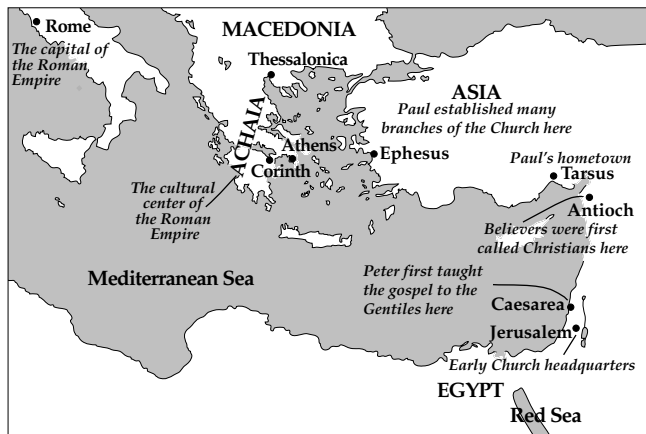 MACEDONIA
Rome
The capital of
the Roman
Empire
Thessalonica
ASIA
Paul established many
branches of the Church here
ACHAIA
Athens
Corinth
Ephesus
Paul's hometown
Tarsus
The cultural
center of
the Roman
Empire
Antioch
Believers were first
called Christians here
Mediterranean Sea
Peter first taught
the gospel to the
Gentiles here
Caesarea
Jerusalem
Early Church headquarters
EGYPT
Red Sea